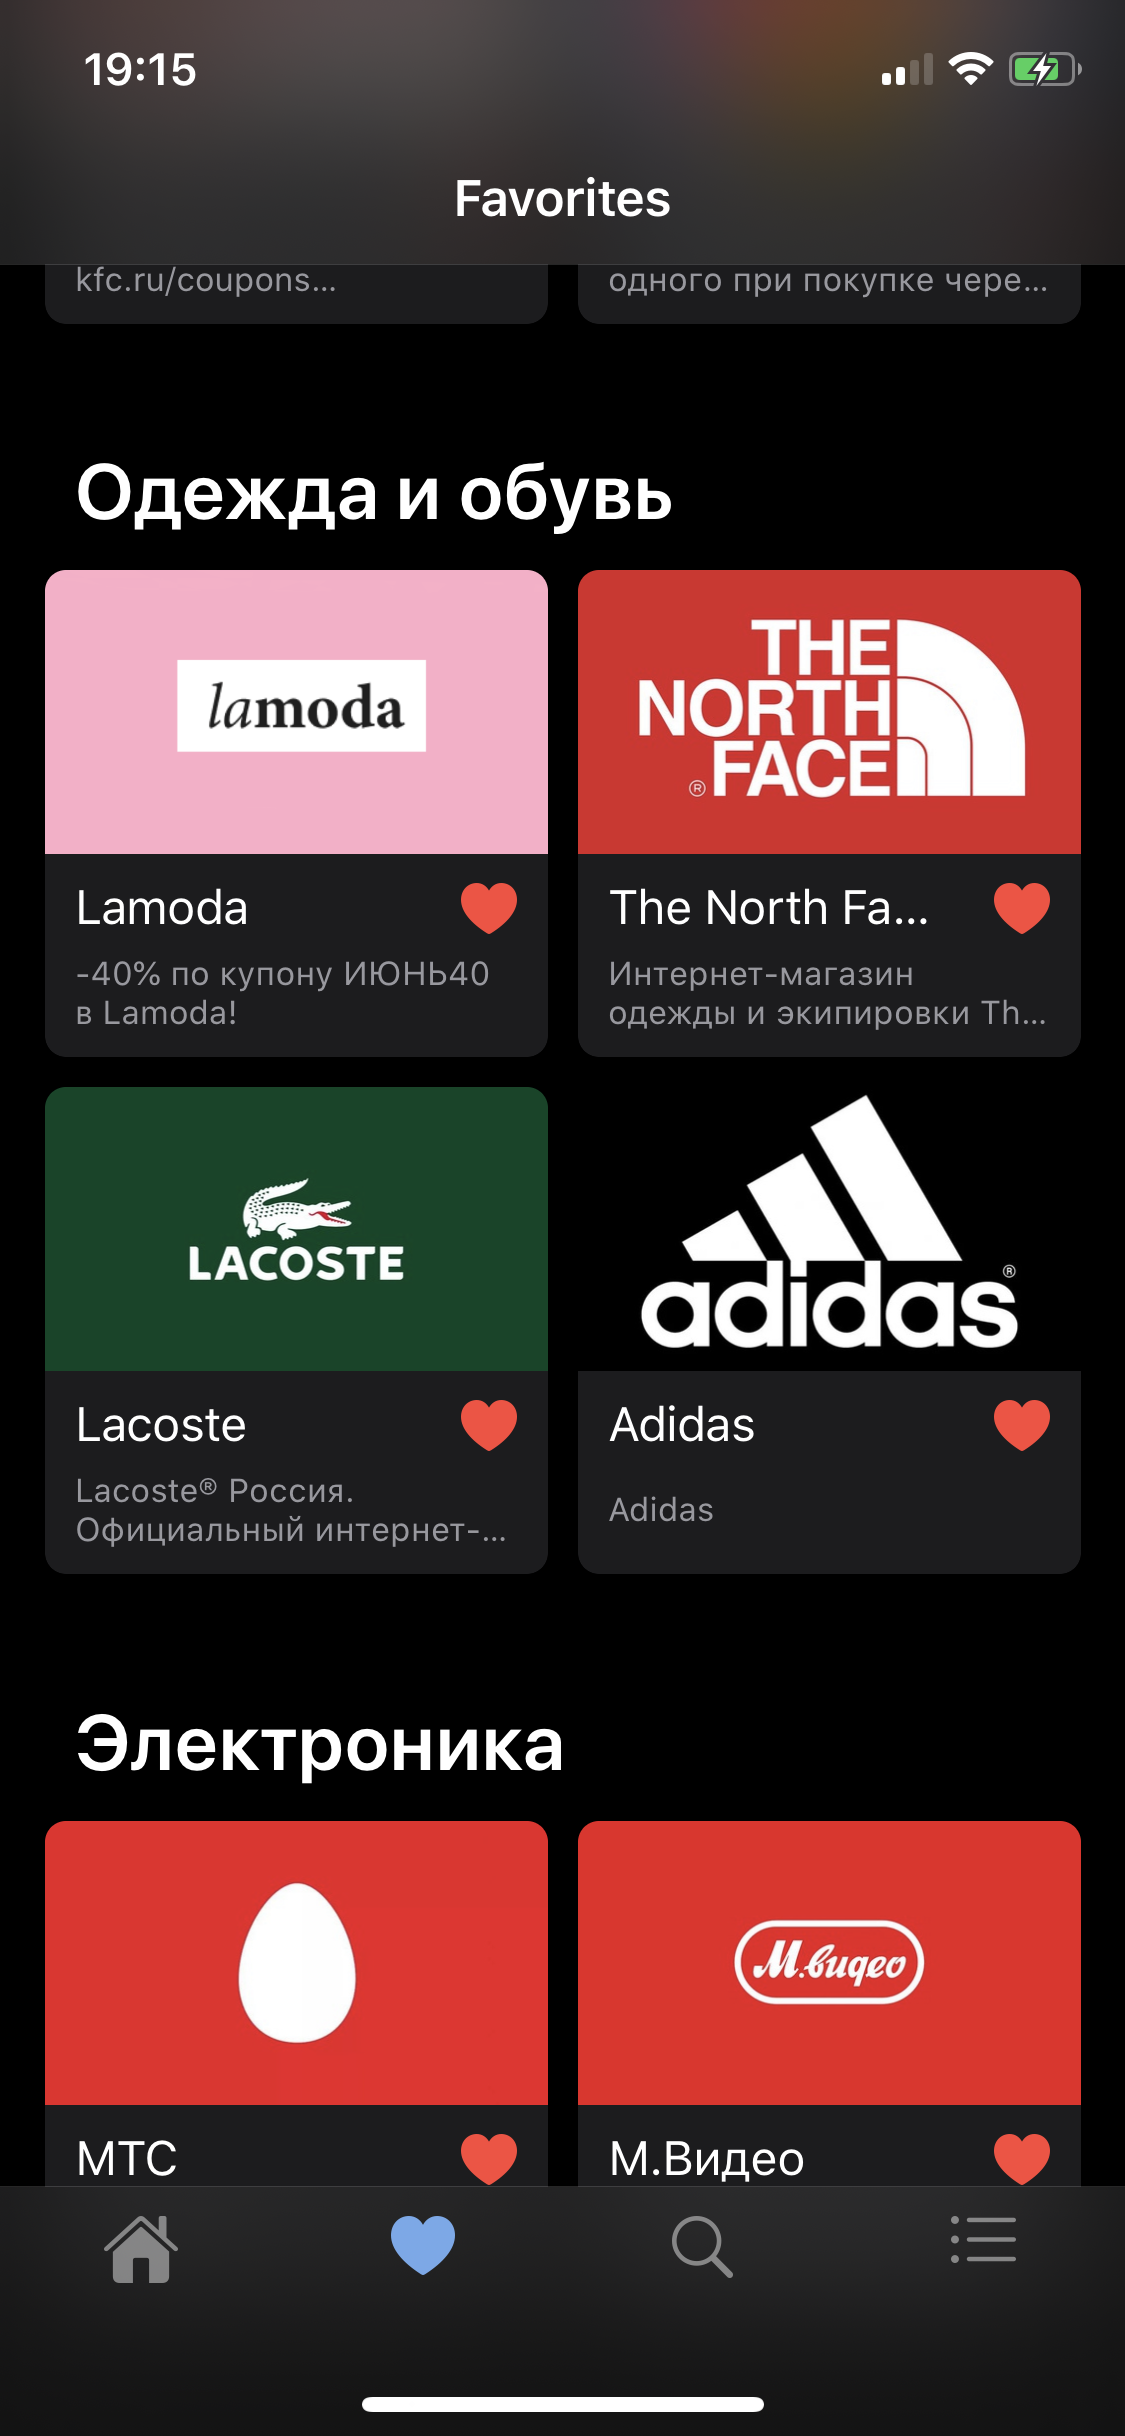 19:15
Favorites
kfc.ru/coupons...
одного при покупке чере...
Одежда и обувь
lamoda
THE
NORTH
FACE
®
Lamoda
The North Fa...
-40% по купону ИЮНЬ40
в Lamoda!
Интернет-магазин
одежды и экипировки Th...
LACOSTE
adidas®
Lacoste
Adidas
Lacoste® Россия.
Официальный интернет-...
Adidas
Электроника
М.видео
МТС
М.Видео